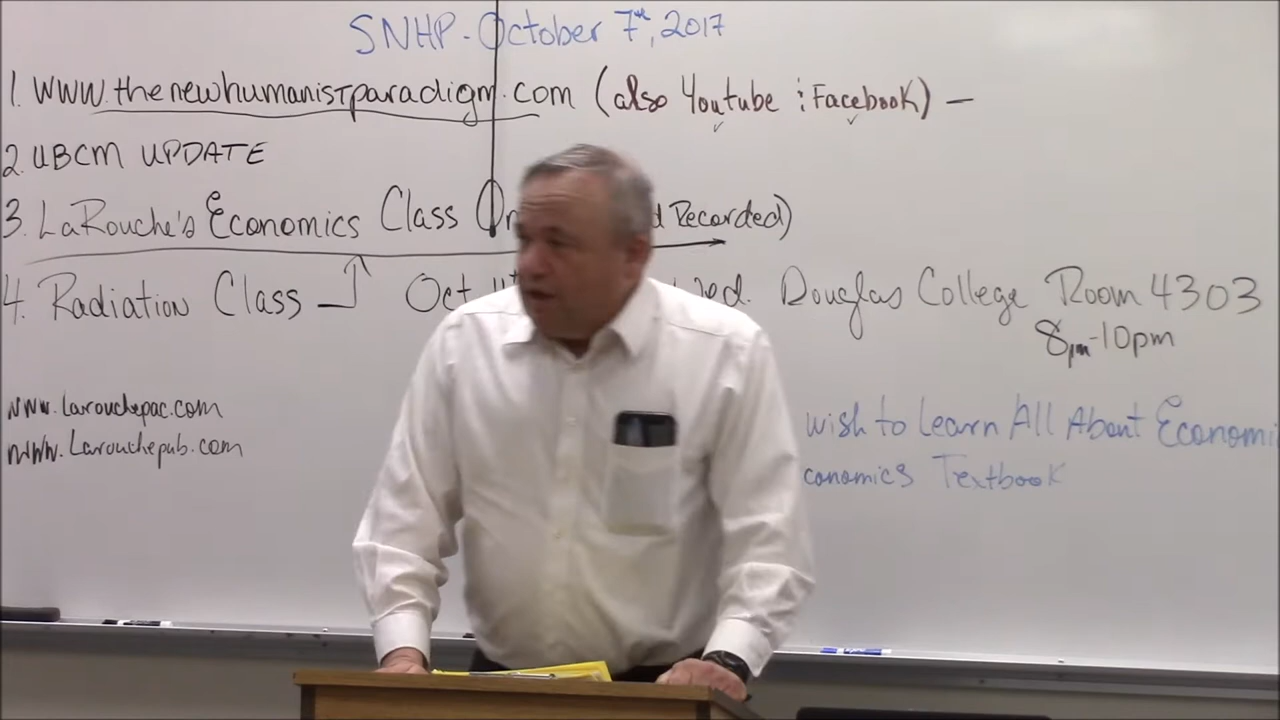 SNHP - October 7th, 2017
1. WWW.thenewhumanistparadigm.com (also Youtube & Facebook) —
2. UBCM UPDATE
3. LaRouche's Economics Class Recorded)
4. Radiation Class Oct Wed. Douglas College Room 4303
8pm-10pm
www.larouchepac.com
www.Larouchepub.com
wish to Learn All About Economi
conomics Textbook